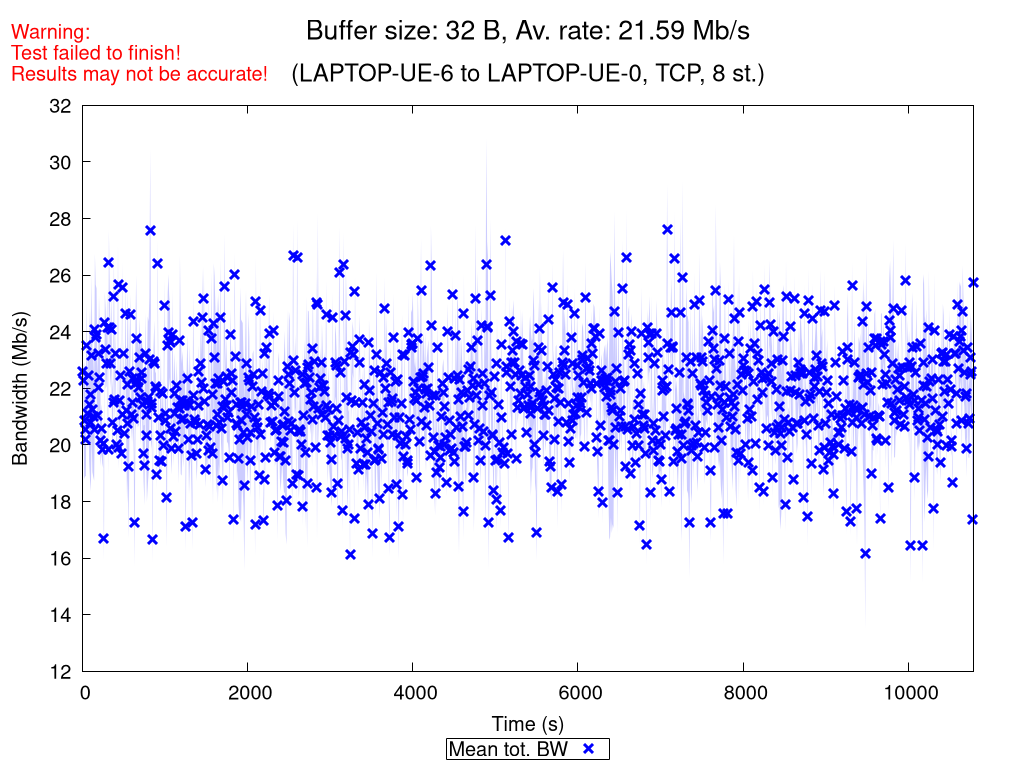 Warning:
Test failed to finish!
Results may not be accurate!
Buffer size: 32 B, Av. rate: 21.59 Mb/s
(LAPTOP-UE-6 to LAPTOP-UE-0, TCP, 8 st.)
32
30
28
26
24
22
20
18
16
14
12
Bandwidth (Mb/s)
0 2000 4000 6000 8000 10000
Time (s)
Mean tot. BW